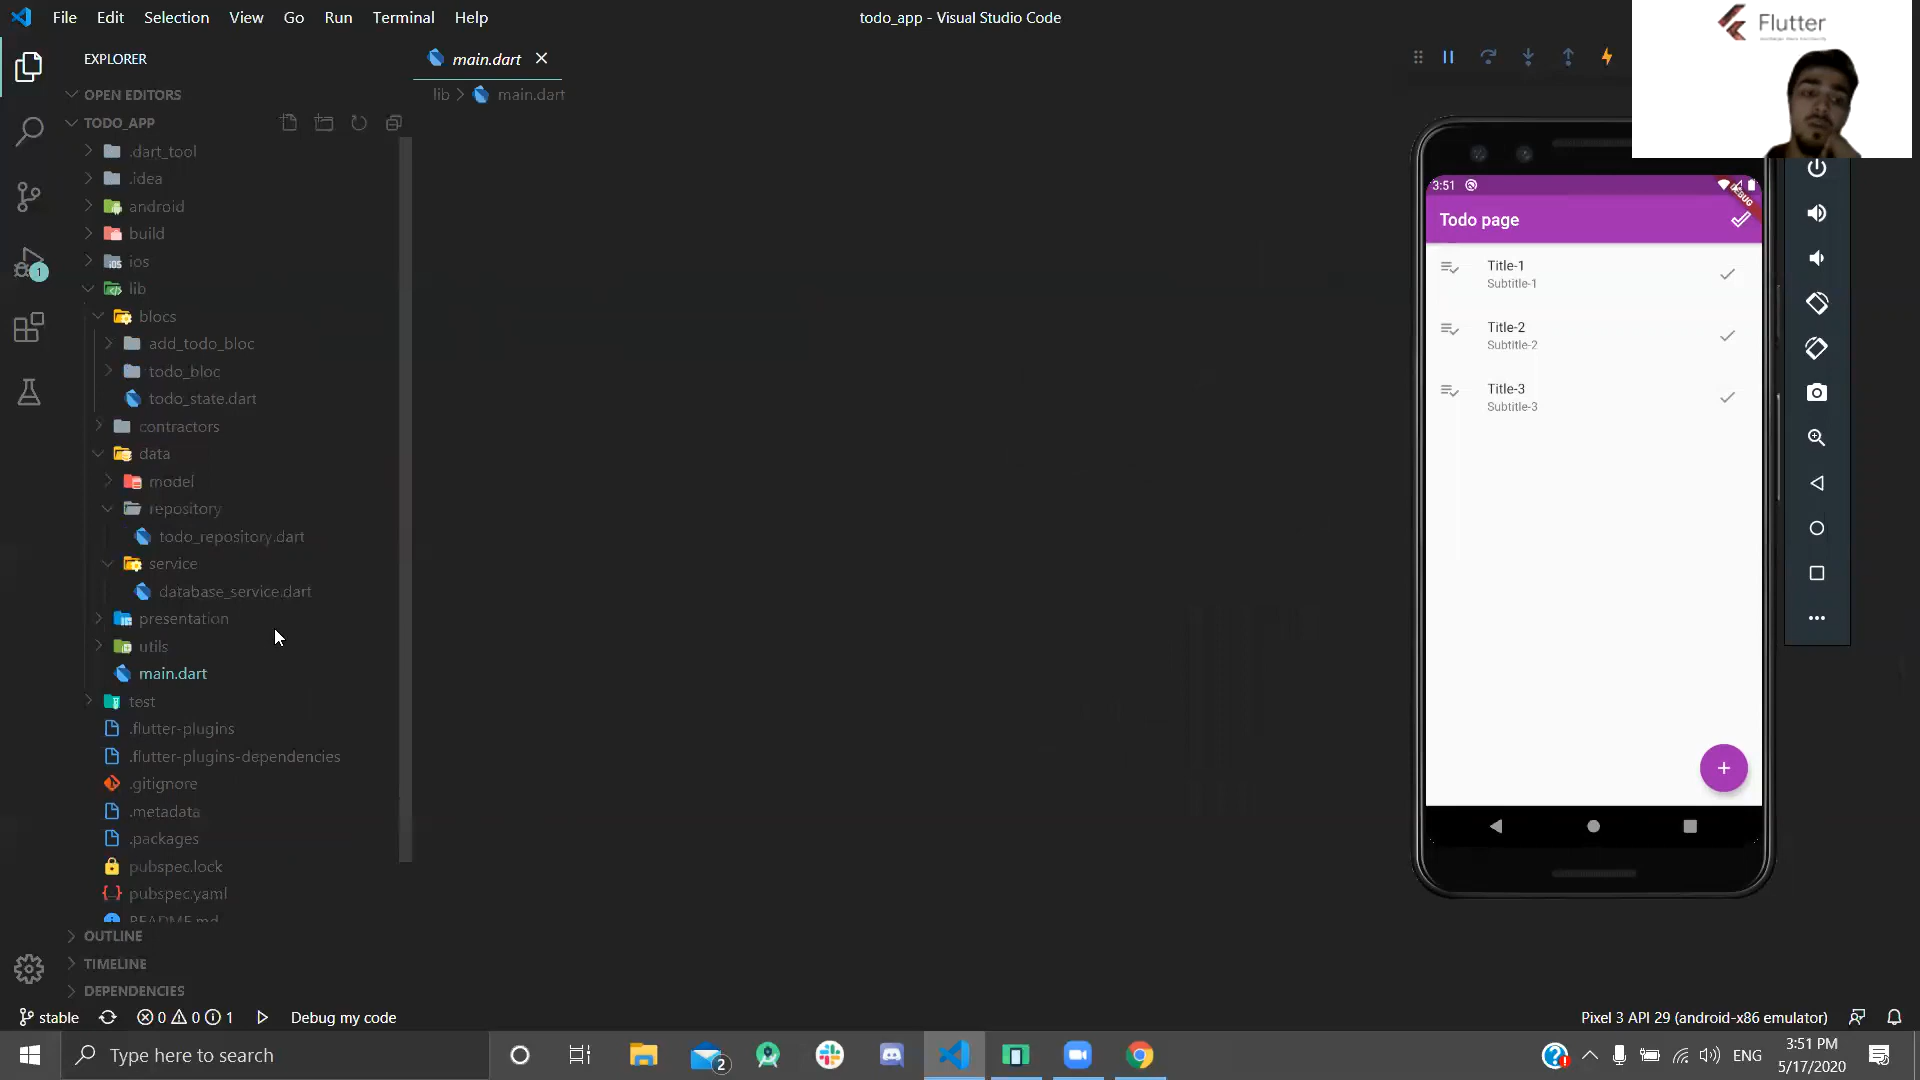 File Edit Selection View Go Run Terminal Help
todo_app - Visual Studio Code
Flutter
EXPLORER
main.dart
OPEN EDITORS
lib > main.dart
TODO_APP
.dart_tool
.idea
android
build
ios
lib
blocs
add_todo_bloc
todo_bloc
todo_state.dart
contractors
data
model
repository
todo_repository.dart
service
database_service.dart
presentation
utils
main.dart
test
.flutter-plugins
.flutter-plugins-dependencies
.gitignore
.metadata
.packages
pubspec.lock
pubspec.yaml
README.md
OUTLINE
TIMELINE
DEPENDENCIES
1
3:51
DEBUG
Todo page
Title-1
Subtitle-1
Title-2
Subtitle-2
Title-3
Subtitle-3
stable 0 0 1 Debug my code
Pixel 3 API 29 (android-x86 emulator)
Type here to search
2
ENG
3:51 PM
5/17/2020